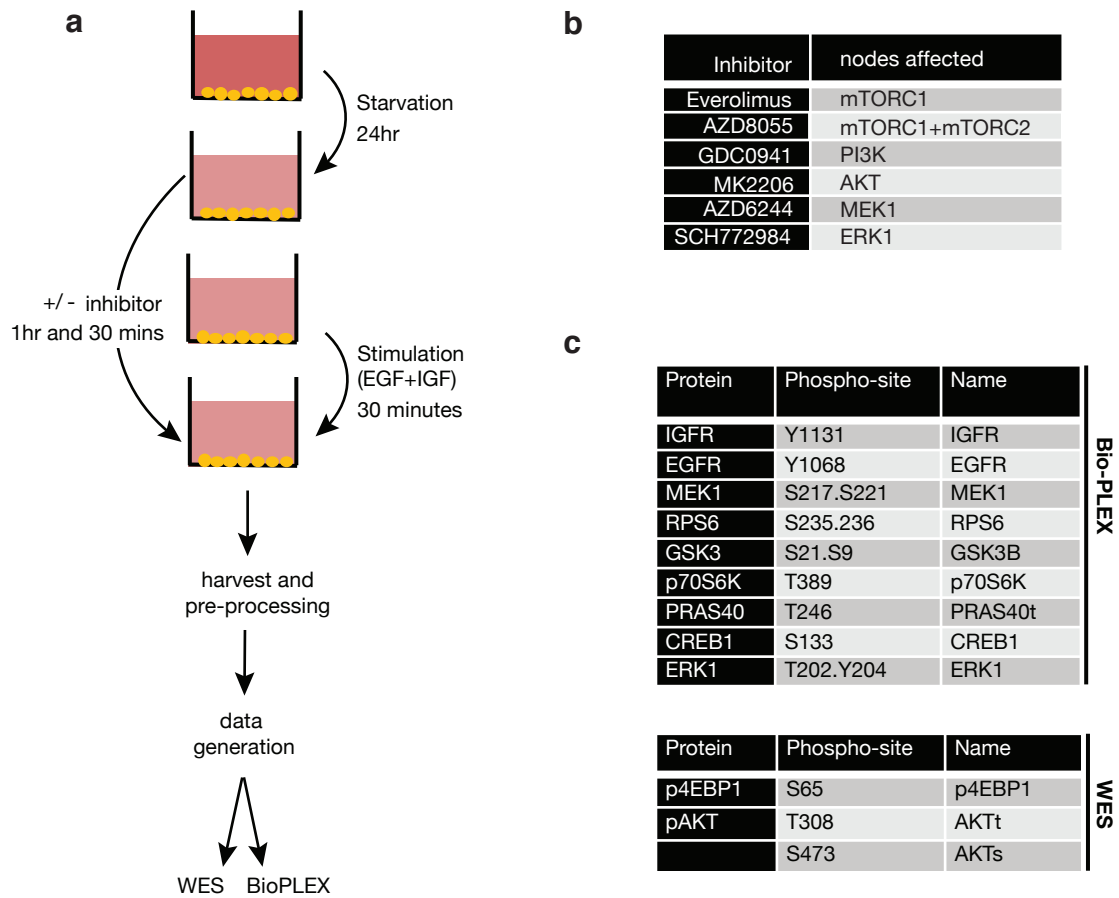 a
Starvation
24hr
+/- inhibitor
1hr and 30 mins
Stimulation
(EGF+IGF)
30 minutes
harvest and
pre-processing
data
generation
WES BioPLEX
b
Inhibitor nodes affected
Everolimus mTORC1
AZD8055 mTORC1+mTORC2
GDC0941 PI3K
MK2206 AKT
AZD6244 MEK1
SCH772984 ERK1
c
Protein Phospho-site Name
IGFR Y1131 IGFR
EGFR Y1068 EGFR
MEK1 S217.S221 MEK1
RPS6 S235.236 RPS6
GSK3 S21.S9 GSK3B
p70S6K T389 p70S6K
PRAS40 T246 PRAS40t
CREB1 S133 CREB1
ERK1 T202.Y204 ERK1
Bio-PLEX
Protein Phospho-site Name
p4EBP1 S65 p4EBP1
pAKT T308 AKTt
S473 AKTs
WES